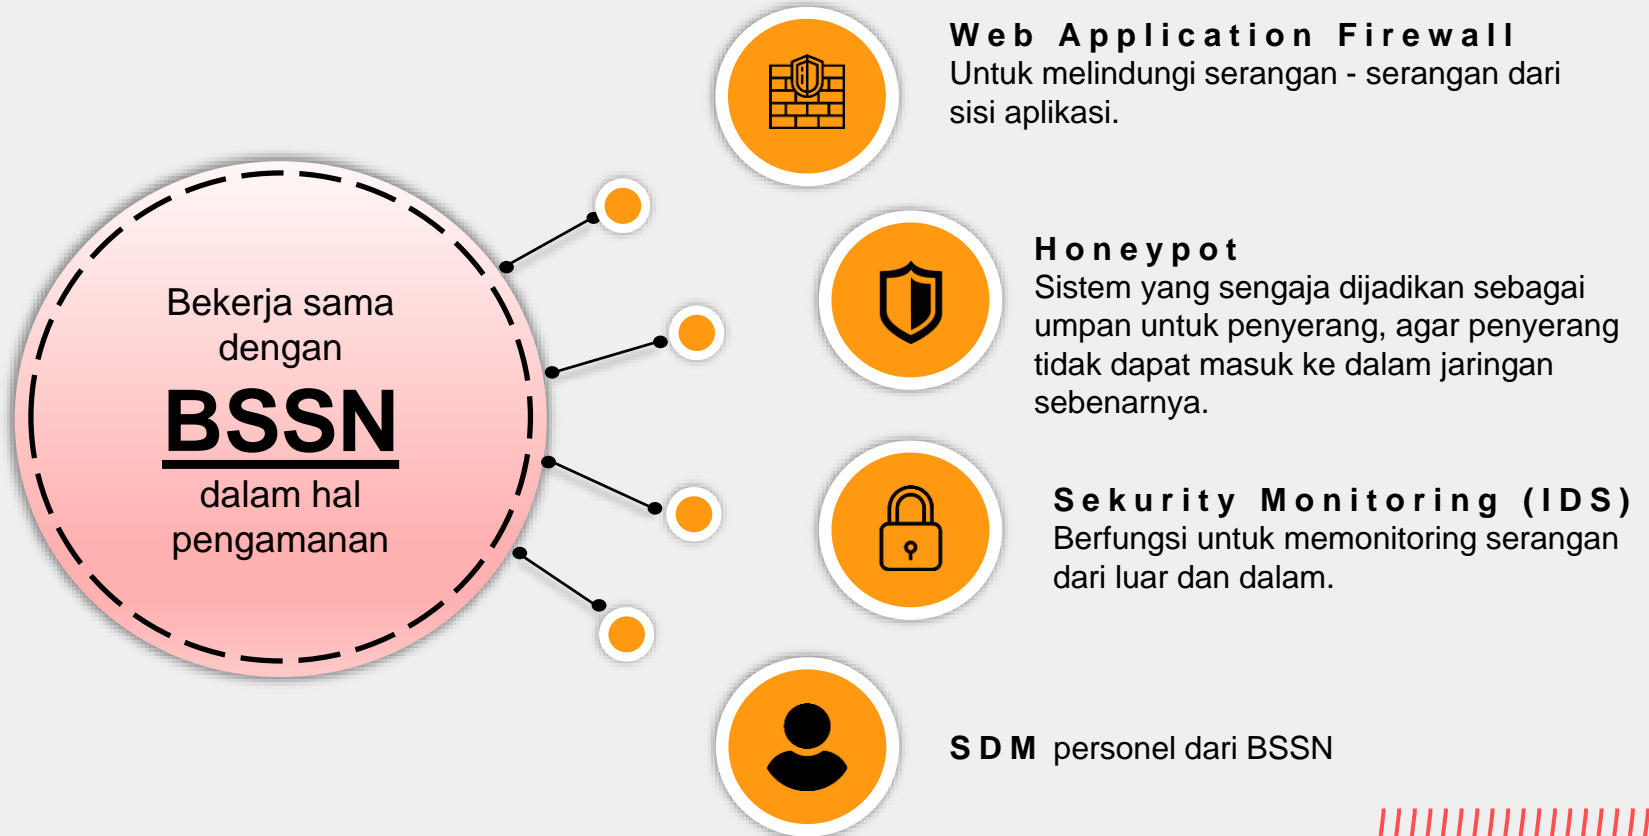 Bekerja sama
dengan
BSSN
dalam hal
pengamanan
Web Application Firewall
Untuk melindungi serangan - serangan dari
sisi aplikasi.
Honeypot
Sistem yang sengaja dijadikan sebagai
umpan untuk penyerang, agar penyerang
tidak dapat masuk ke dalam jaringan
sebenarnya.
Sekurity Monitoring (IDS)
Berfungsi untuk memonitoring serangan
dari luar dan dalam.
SDM personel dari BSSN